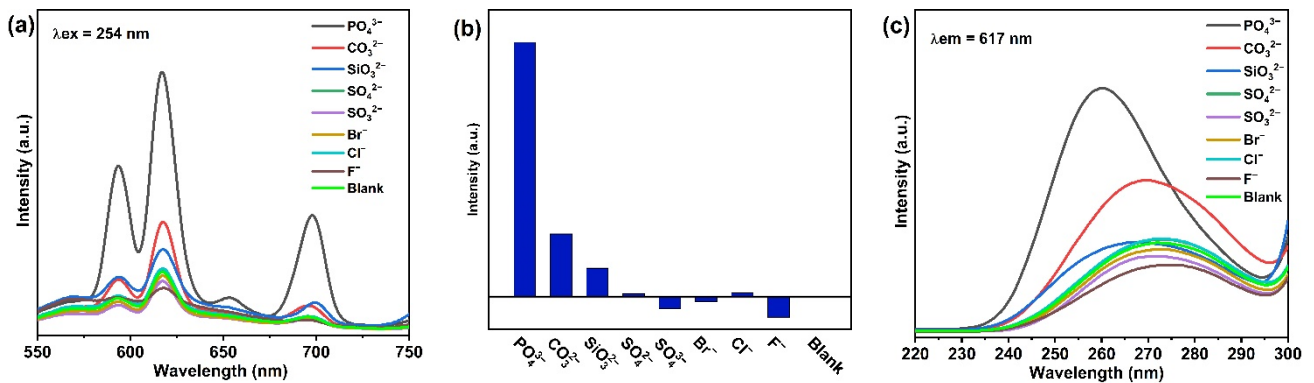 (a)
λex = 254 nm
PO₄³⁻
CO₃²⁻
SiO₃²⁻
SO₄²⁻
SO₃²⁻
Br⁻
Cl⁻
F⁻
Blank
Intensity (a.u.)
550 600 650 700 750
Wavelength (nm)
(b)
Intensity (a.u.)
PO₄³⁻ CO₃²⁻ SiO₃²⁻ SO₄²⁻ SO₃⁴⁻ Br⁻ Cl⁻ F⁻ Blank
(c)
λem = 617 nm
PO₄³⁻
CO₃²⁻
SiO₃²⁻
SO₄²⁻
SO₃²⁻
Br⁻
Cl⁻
F⁻
Blank
Intensity (a.u.)
220 230 240 250 260 270 280 290 300
Wavelength (nm)